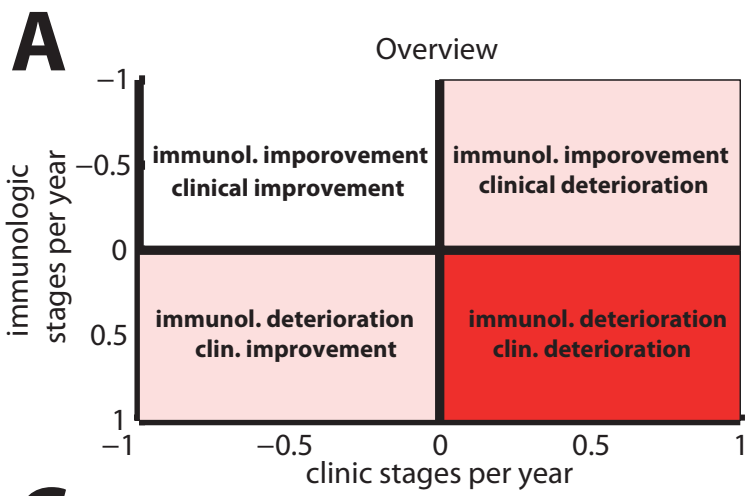 A
Overview
−1
immunol. imporovement
clinical improvement
immunol. imporovement
clinical deterioration
−0.5
immunologic
stages per year
0
immunol. deterioration
clin. improvement
immunol. deterioration
clin. deterioration
0.5
1
−1
−0.5
0
0.5
1
clinic stages per year